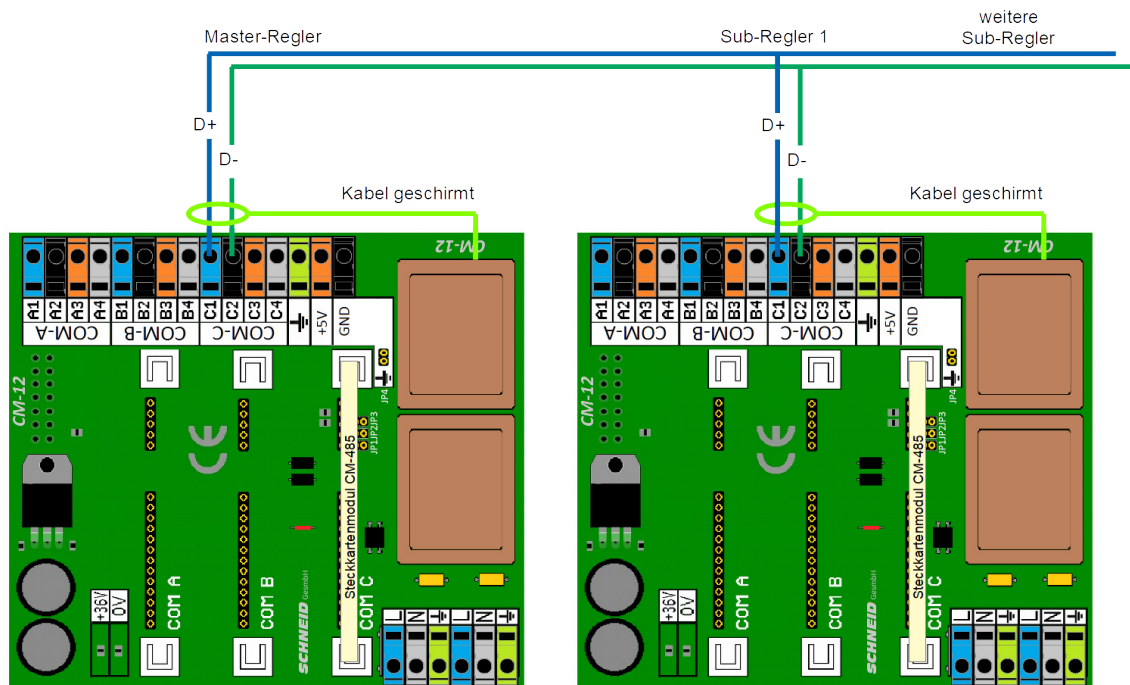 Master-Regler
Sub-Regler 1
weitere
Sub-Regler
D+
D-
D+
D-
Kabel geschirmt
Kabel geschirmt
CM-12
A1 A2 A3 A4 B1 B2 B3 B4 C1 C2 C3 C4
COM-A COM-B COM-C +5V GND
JP4
CM-12
JP1JP2JP3
Steckkartenmodul CM-485
+36V
0V
COM A
COM B
SCHNEID GesmbH
COM C
L N L N
CM-12
A1 A2 A3 A4 B1 B2 B3 B4 C1 C2 C3 C4
COM-A COM-B COM-C +5V GND
JP4
CM-12
JP1JP2JP3
Steckkartenmodul CM-485
+36V
0V
COM A
COM B
SCHNEID GesmbH
COM C
L N L N